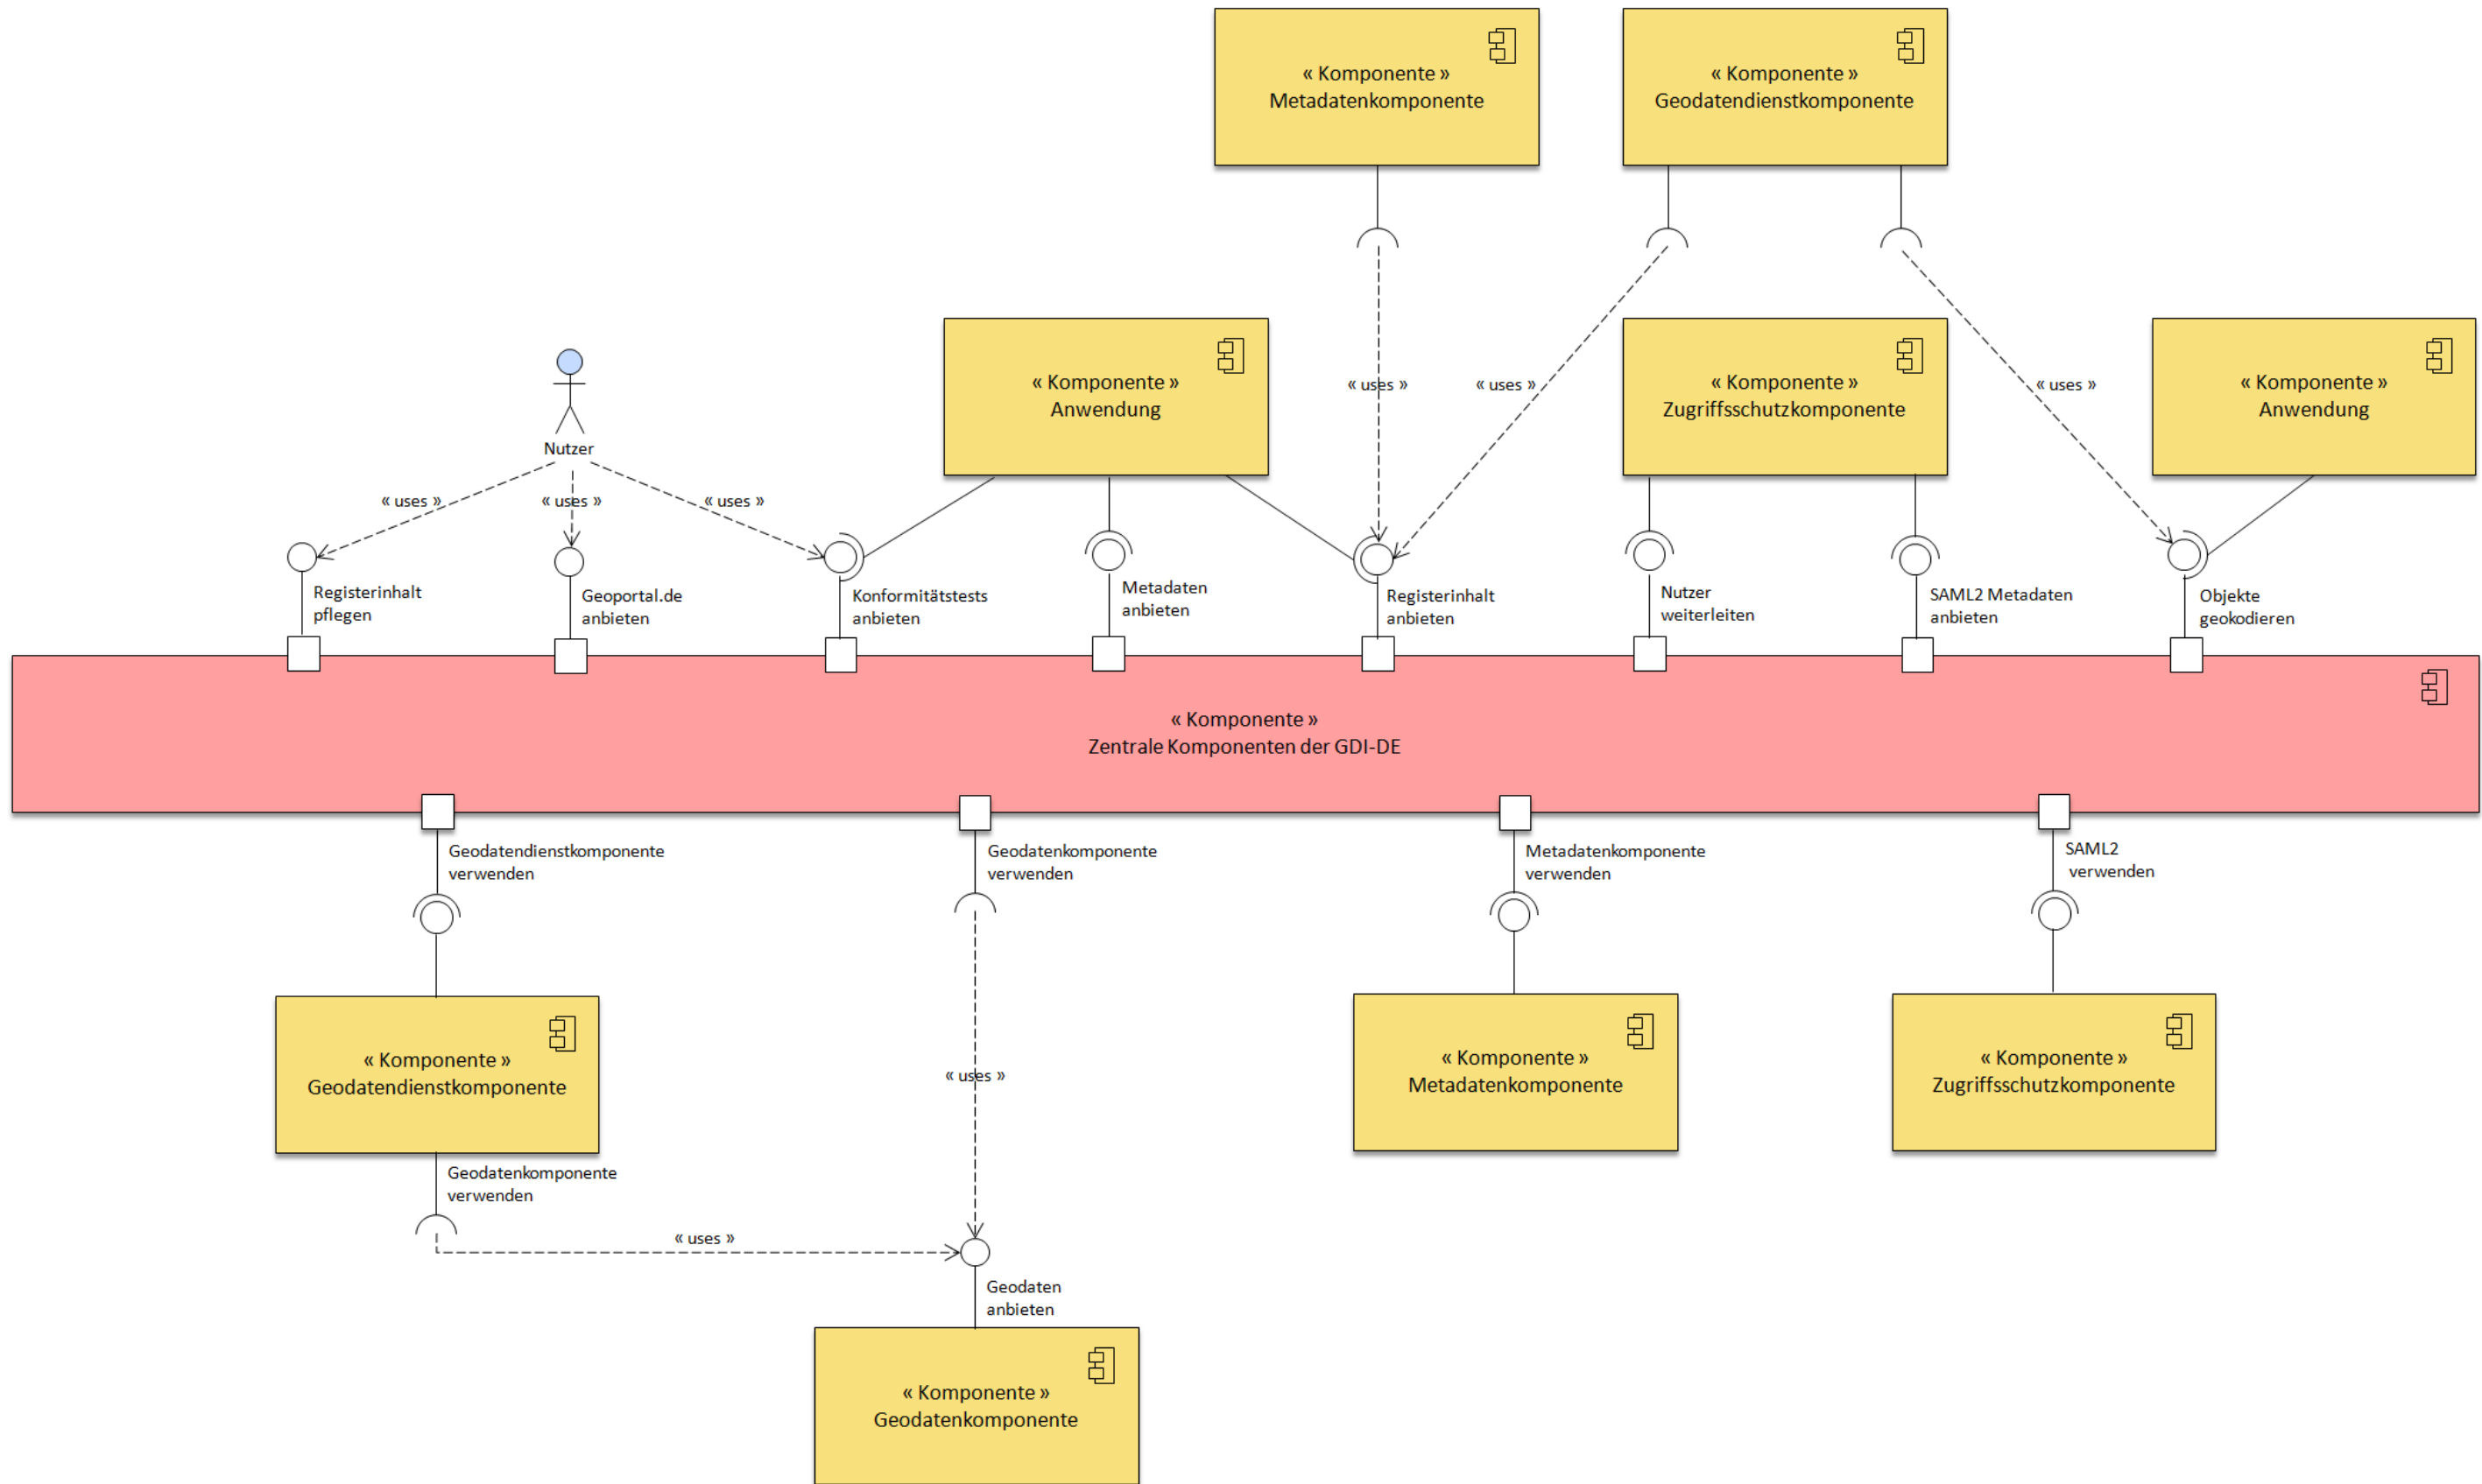 « Komponente »
Metadatenkomponente
« Komponente »
Geodatendienstkomponente
« Komponente »
Anwendung
« Komponente »
Zugriffsschutzkomponente
« Komponente »
Anwendung
« uses »
« uses »
« uses »
Nutzer
« uses »
« uses »
« uses »
Registerinhalt
pflegen
Geoportal.de
anbieten
Konformitätstests
anbieten
Metadaten
anbieten
Registerinhalt
anbieten
Nutzer
weiterleiten
SAML2 Metadaten
anbieten
Objekte
geokodieren
« Komponente »
Zentrale Komponenten der GDI-DE
Geodatendienstkomponente
verwenden
Geodatenkomponente
verwenden
Metadatenkomponente
verwenden
SAML2
verwenden
« Komponente »
Geodatendienstkomponente
« uses »
« Komponente »
Metadatenkomponente
« Komponente »
Zugriffsschutzkomponente
Geodatenkomponente
verwenden
« uses »
Geodaten
anbieten
« Komponente »
Geodatenkomponente